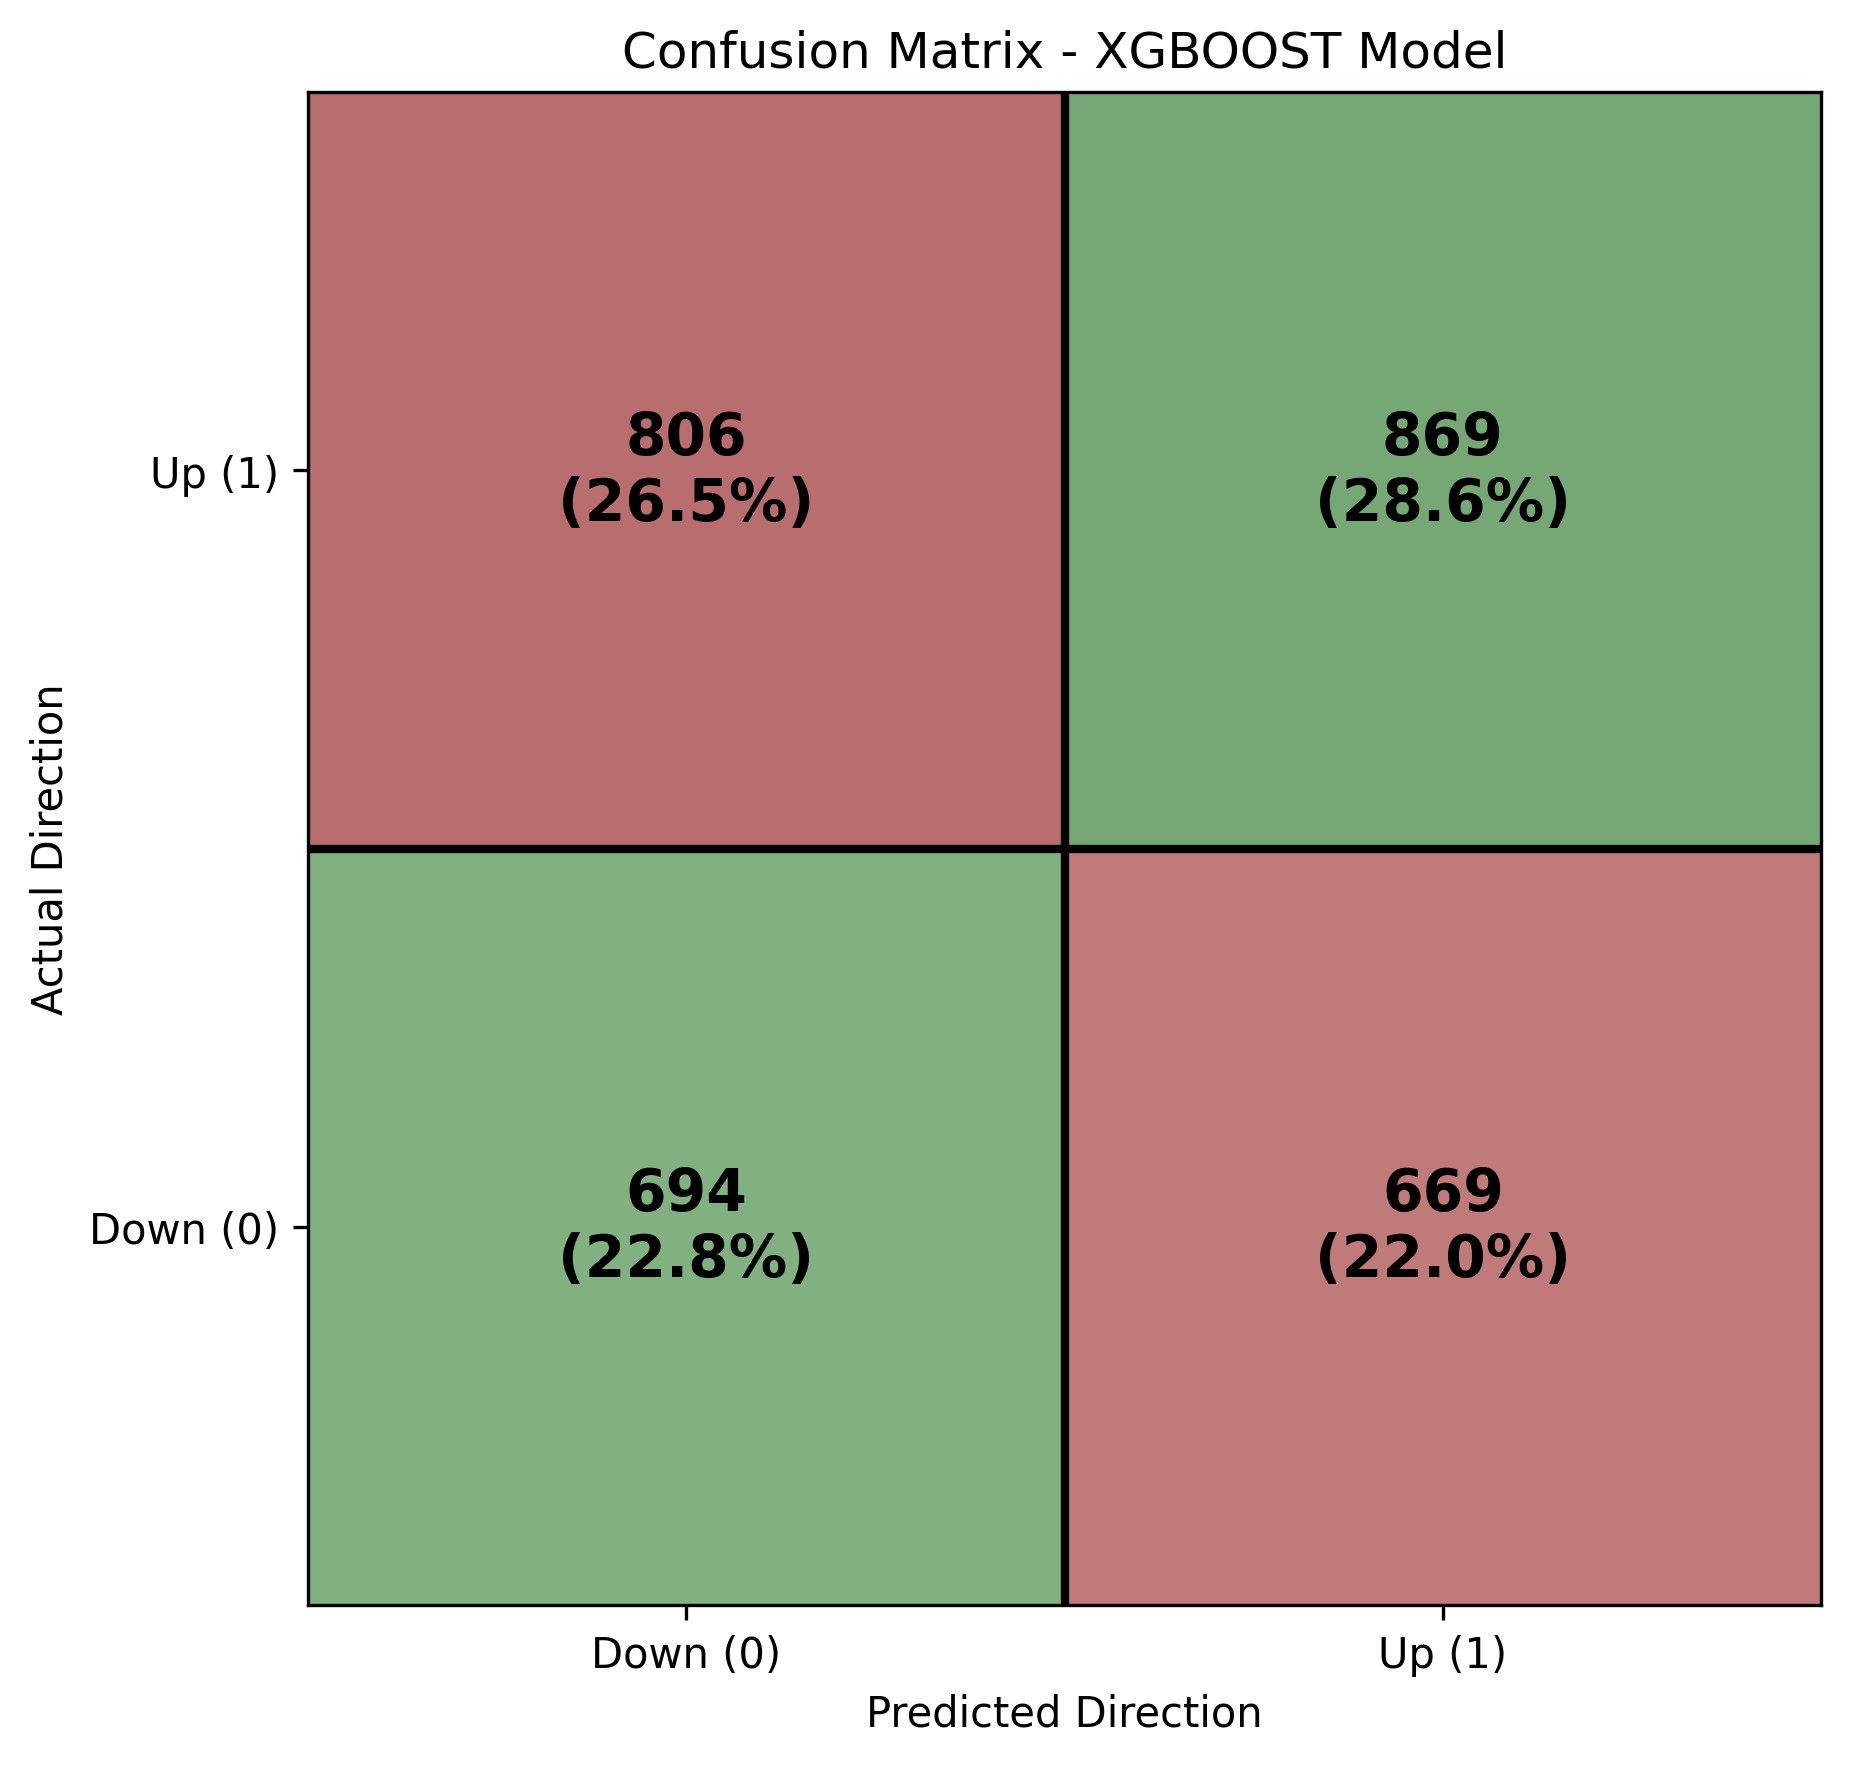 Confusion Matrix - XGBOOST Model
Actual Direction
Up (1)
806
(26.5%)
869
(28.6%)
Down (0)
694
(22.8%)
669
(22.0%)
Down (0)
Up (1)
Predicted Direction